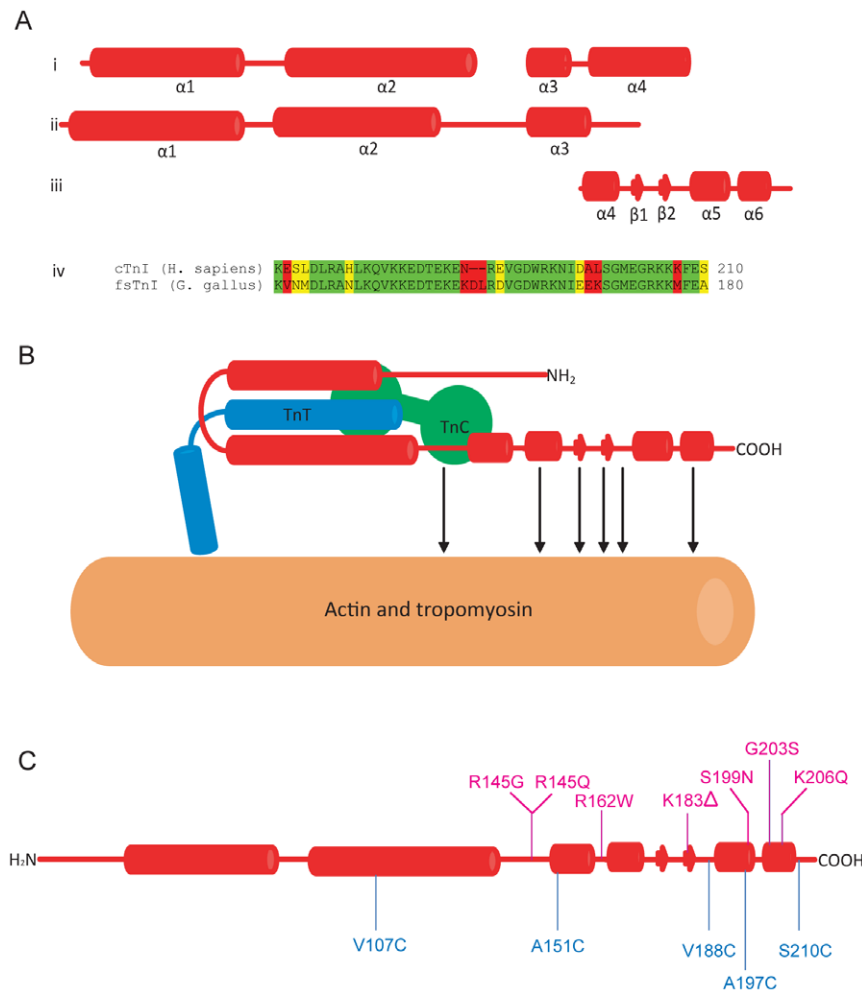 A
i
α1 α2 α3 α4
ii
α1 α2 α3
iii
α4 β1 β2 α5 α6
iv
cTnI (H. sapiens) KESLDLRAHLKQVKKEDTEKEN--REVGDWRKNIDALSGMEGRKKKFES 210
fsTnI (G. gallus) KVNMDLRANLKQVKKEDTEKEKDLRDVGDWRKNIEEKSGMEGRKKMFEA 180
B
NH₂
TnT
TnC
COOH
Actin and tropomyosin
C
G203S
R145G R145Q S199N K206Q
R162W K183Δ
H₂N COOH
V107C A151C V188C S210C
A197C